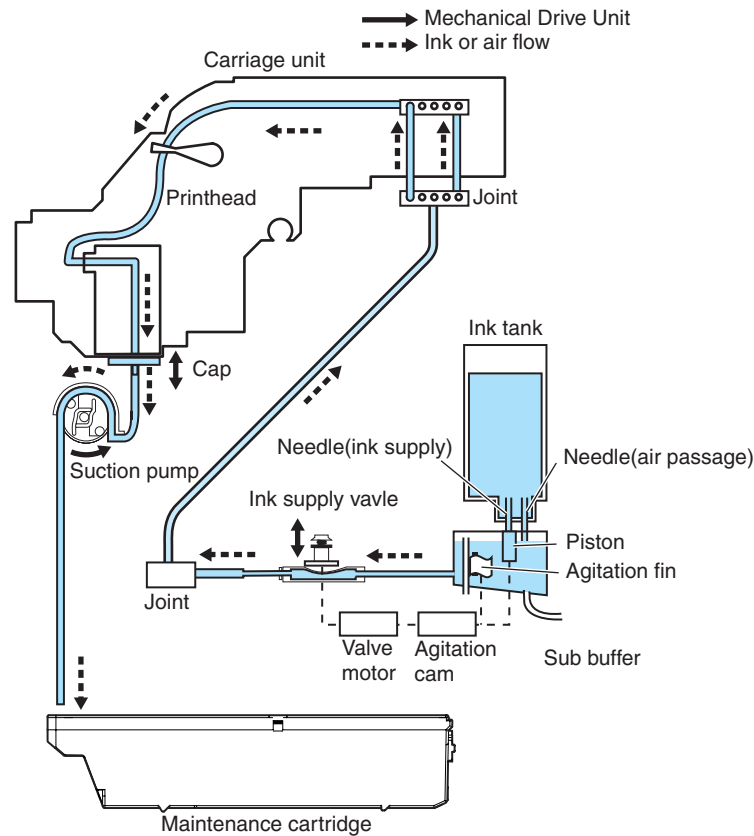 Mechanical Drive Unit
Ink or air flow
Carriage unit
Printhead
Joint
Ink tank
Cap
Needle(ink supply)
Needle(air passage)
Suction pump
Ink supply vavle
Piston
Agitation fin
Joint
Valve
motor
Agitation
cam
Sub buffer
Maintenance cartridge